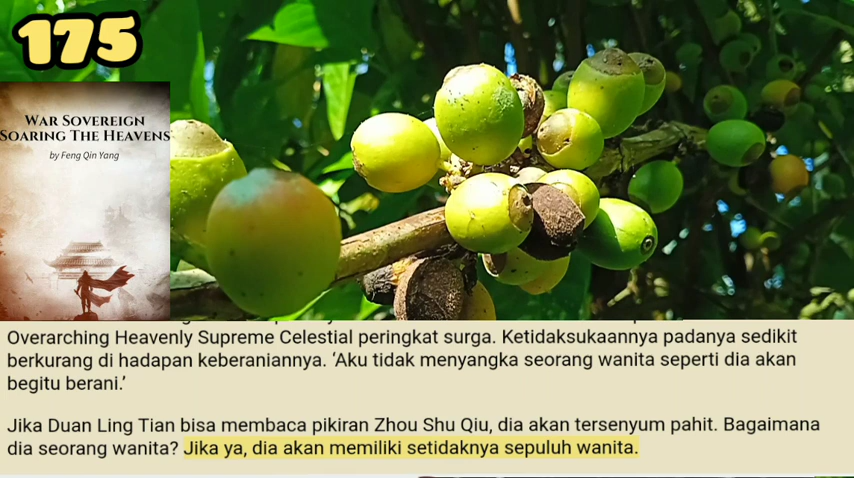 175
WAR SOVEREIGN
SOARING THE HEAVENS
by Feng Qin Yang
Overarching Heavenly Supreme Celestial peringkat surga. Ketidaksukaannya padanya sedikit
berkurang di hadapan keberaniannya. ‘Aku tidak menyangka seorang wanita seperti dia akan
begitu berani.’
Jika Duan Ling Tian bisa membaca pikiran Zhou Shu Qiu, dia akan tersenyum pahit. Bagaimana
dia seorang wanita? Jika ya, dia akan memiliki setidaknya sepuluh wanita.